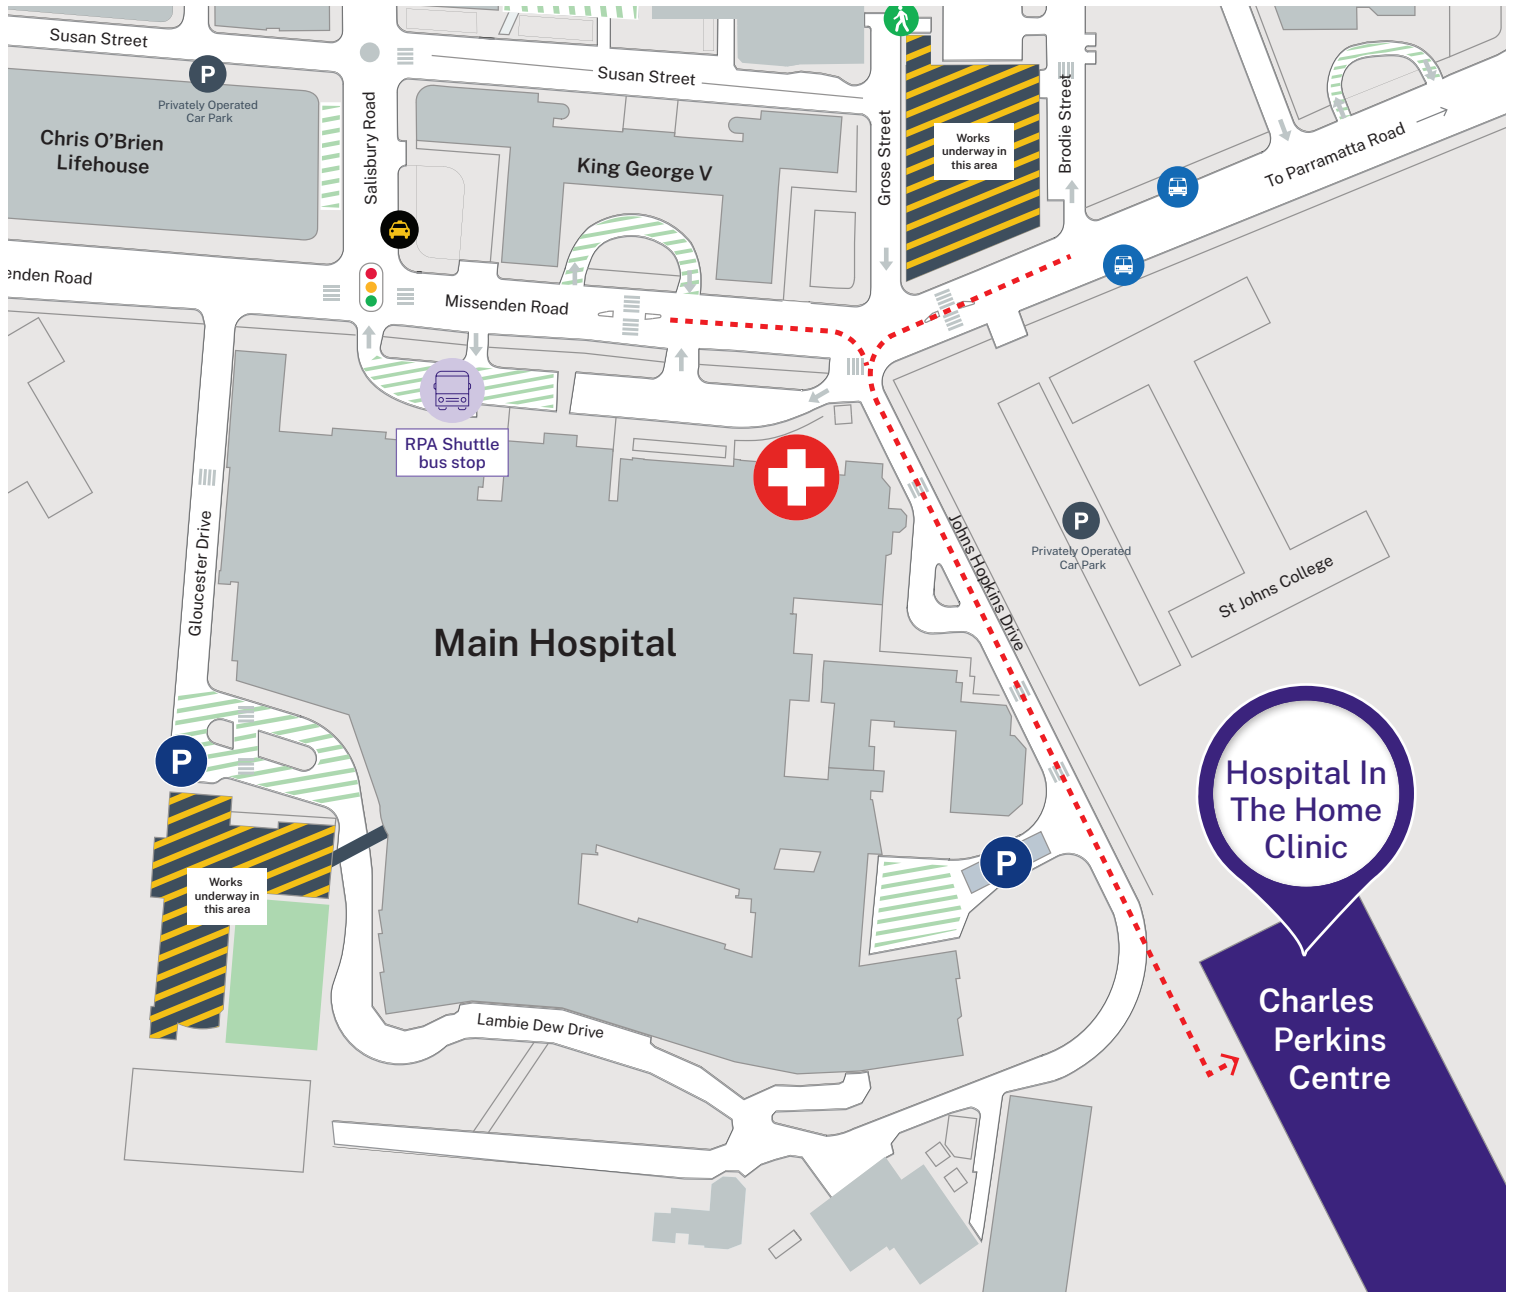 Susan Street
P
Privately Operated
Car Park
Chris O'Brien
Lifehouse
Salisbury Road
Susan Street
King George V
Grose Street
Works
underway in
this area
Brodie Street
To Parramatta Road
enden Road
Missenden Road
RPA Shuttle
bus stop
Gloucester Drive
Johns Hopkins Drive
P
Privately Operated
Car Park
St Johns College
Main Hospital
P
Hospital In
The Home
Clinic
P
Works
underway in
this area
Charles
Perkins
Centre
Lambie Dew Drive